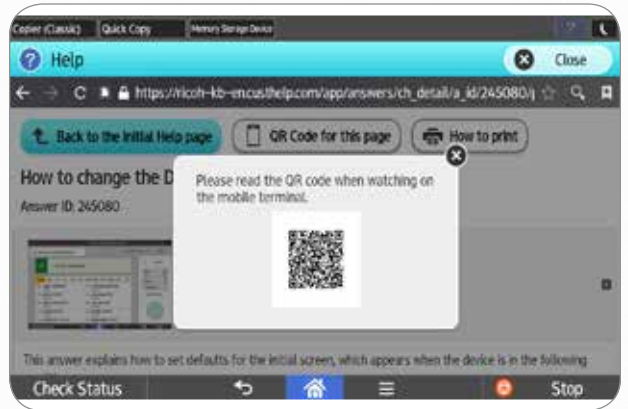 Copier (Classic)
Quick Copy
Memory Storage Device
?
Help
Close
https://ricoh-kb-en.custhelp.com/app/answers/ch_detail/a_id/245080/
Back to the Initial Help page
QR Code for this page
How to print
How to change the D
Answer ID: 245080
Please read the QR code when watching on
the mobile terminal.
This answer explains how to set defaults for the initial screen, which appears when the device is in the following
Check Status
Stop